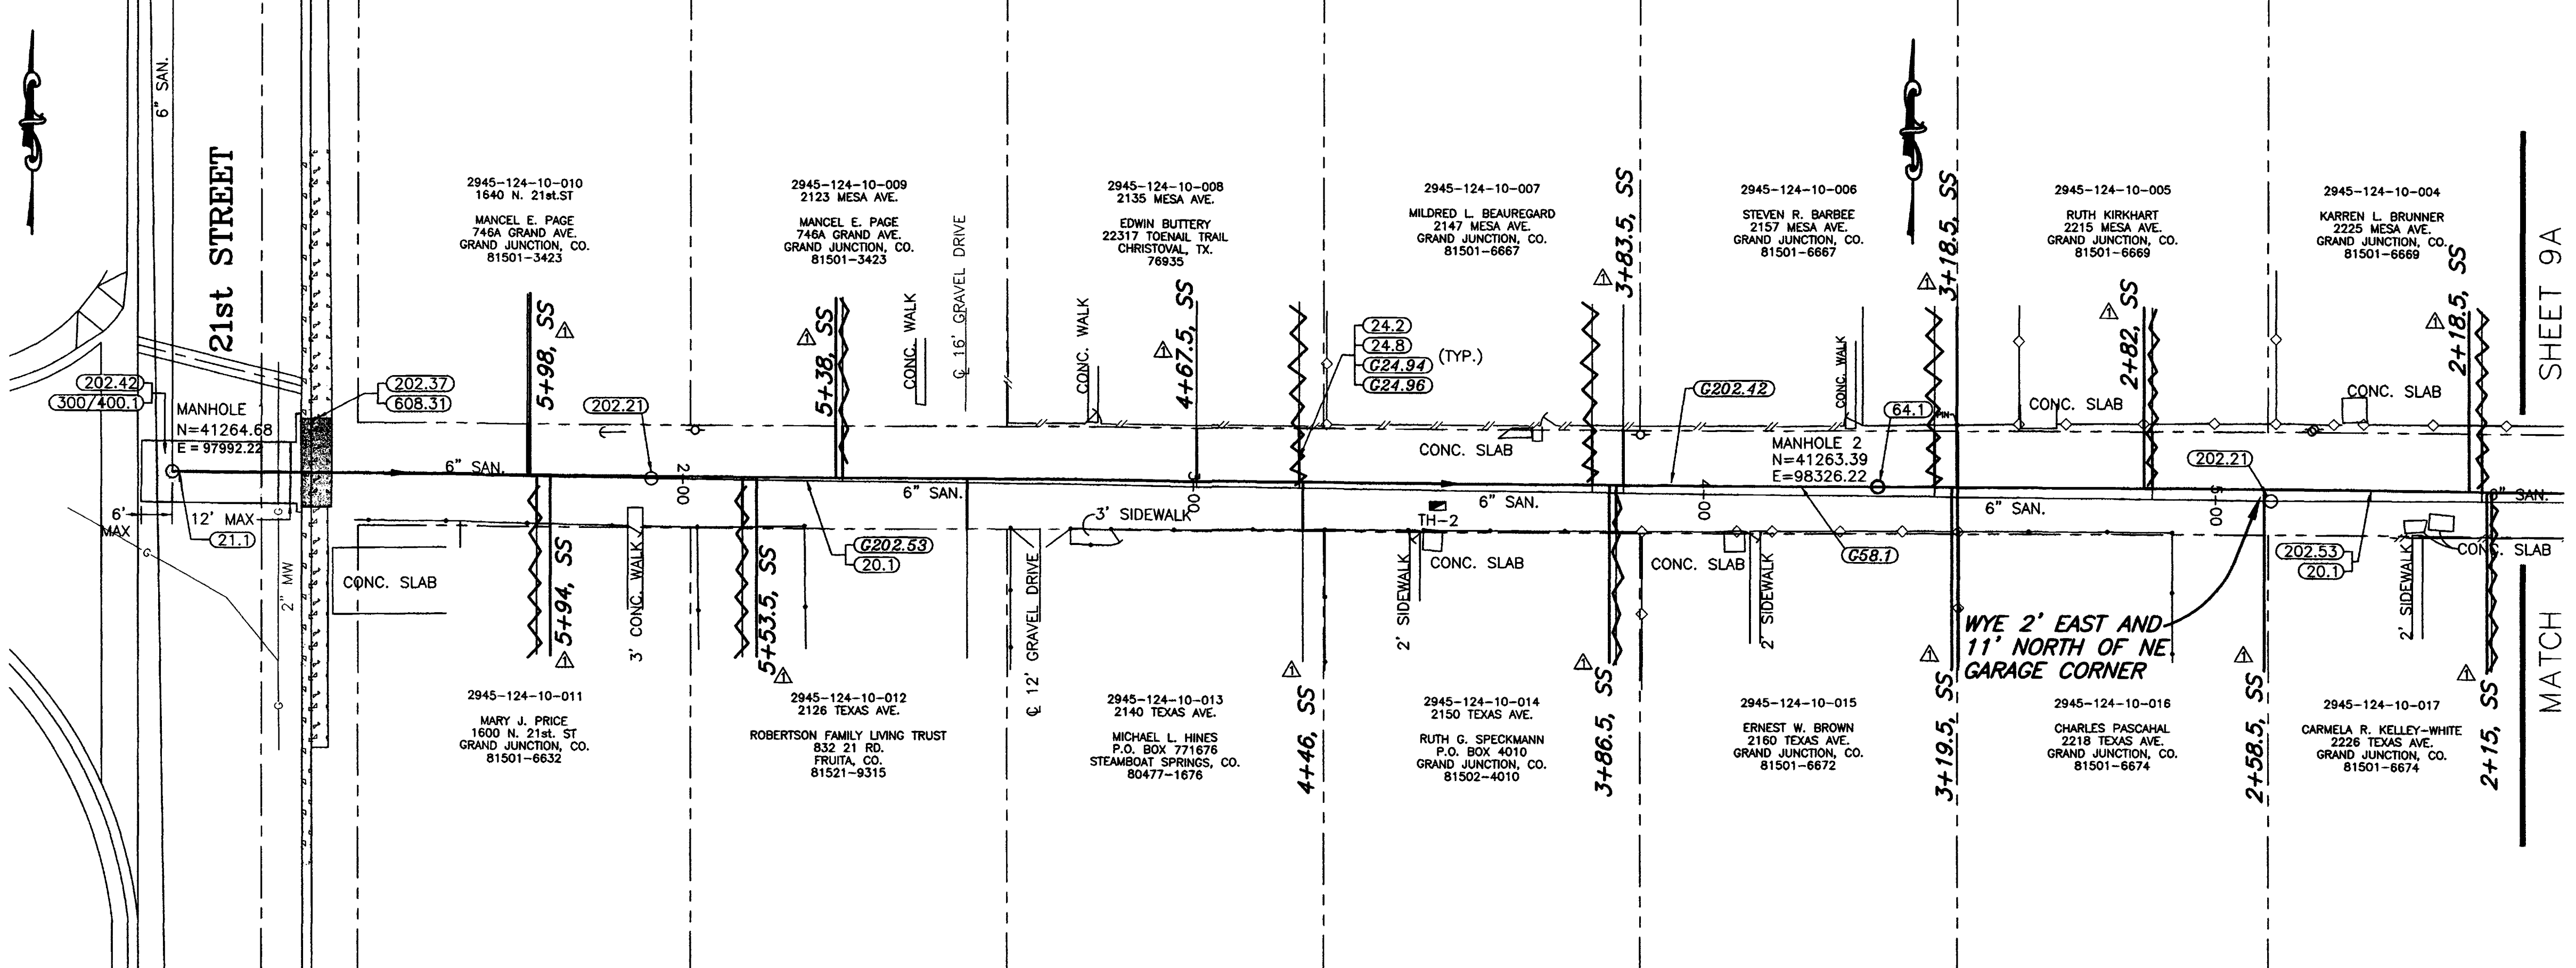 6" SAN.
21st STREET
202.42
300/400.1
MANHOLE
N=41264.68
E = 97992.22
202.37
608.31
6' MAX
12' MAX
21.1
G
G
G
2" MW
2945-124-10-010
1640 N. 21st.ST
MANCEL E. PAGE
746A GRAND AVE.
GRAND JUNCTION, CO.
81501-3423
2945-124-10-009
2123 MESA AVE.
MANCEL E. PAGE
746A GRAND AVE.
GRAND JUNCTION, CO.
81501-3423
2945-124-10-008
2135 MESA AVE.
EDWIN BUTTERY
22317 TOENAIL TRAIL
CHRISTOVAL, TX.
76935
2945-124-10-007
MILDRED L. BEAUREGARD
2147 MESA AVE.
GRAND JUNCTION, CO.
81501-6667
2945-124-10-006
STEVEN R. BARBEE
2157 MESA AVE.
GRAND JUNCTION, CO.
81501-6667
2945-124-10-005
RUTH KIRKHART
2215 MESA AVE.
GRAND JUNCTION, CO.
81501-6669
2945-124-10-004
KARREN L. BRUNNER
2225 MESA AVE.
GRAND JUNCTION, CO.
81501-6669
SHEET 9A
MATCH
5+98, SS
1
5+38, SS
1
4+67.5, SS
1
3+83.5, SS
1
3+18.5, SS
1
2+82, SS
1
2+18.5, SS
1
CONC. WALK
℄ 16' GRAVEL DRIVE
CONC. WALK
24.2
24.8
G24.94
G24.96
(TYP.)
202.21
G202.42
CONC. WALK
64.1
CONC. SLAB
CONC. SLAB
CONC. SLAB
MANHOLE 2
N=41263.39
E=98326.22
202.21
6" SAN.
2+00
6" SAN.
6" SAN.
4+00
6" SAN.
5+00
6" SAN.
TH-2
3' SIDEWALK
G202.53
20.1
G58.1
202.53
20.1
CONC. SLAB
3' CONC. WALK
℄ 12' GRAVEL DRIVE
2' SIDEWALK
CONC. SLAB
CONC. SLAB
2' SIDEWALK
2' SIDEWALK
CONC. SLAB
WYE 2' EAST AND
11' NORTH OF NE
GARAGE CORNER
5+94, SS
1
5+53.5, SS
1
4+46, SS
1
3+86.5, SS
1
3+19.5, SS
1
2+58.5, SS
1
2+15, SS
1
2945-124-10-011
MARY J. PRICE
1600 N. 21st. ST
GRAND JUNCTION, CO.
81501-6632
2945-124-10-012
2126 TEXAS AVE.
ROBERTSON FAMILY LIVING TRUST
832 21 RD.
FRUITA, CO.
81521-9315
2945-124-10-013
2140 TEXAS AVE.
MICHAEL L. HINES
P.O. BOX 771676
STEAMBOAT SPRINGS, CO.
80477-1676
2945-124-10-014
2150 TEXAS AVE.
RUTH G. SPECKMANN
P.O. BOX 4010
GRAND JUNCTION, CO.
81502-4010
2945-124-10-015
ERNEST W. BROWN
2160 TEXAS AVE.
GRAND JUNCTION, CO.
81501-6672
2945-124-10-016
CHARLES PASCAHAL
2218 TEXAS AVE.
GRAND JUNCTION, CO.
81501-6674
2945-124-10-017
CARMELA R. KELLEY-WHITE
2226 TEXAS AVE.
GRAND JUNCTION, CO.
81501-6674